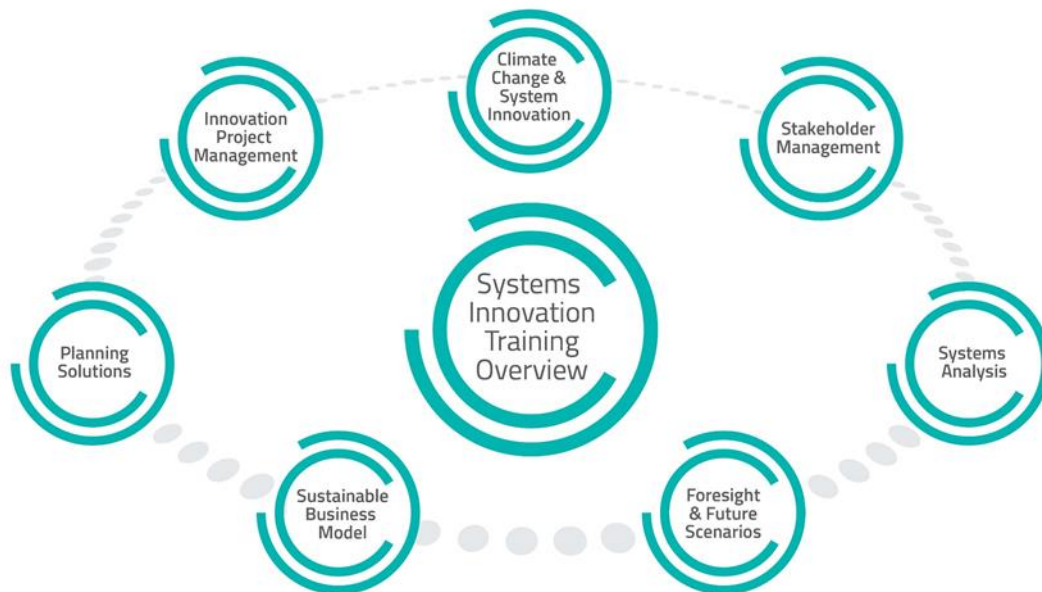 Climate
Change &
System
Innovation
Stakeholder
Management
Systems
Analysis
Foresight
& Future
Scenarios
Sustainable
Business
Model
Planning
Solutions
Innovation
Project
Management
Systems
Innovation
Training
Overview